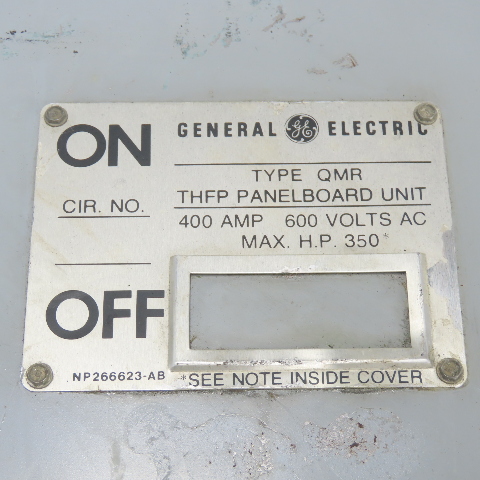 ON
GENERAL GE ELECTRIC
TYPE QMR
THFP PANELBOARD UNIT
CIR. NO.
400 AMP 600 VOLTS AC
MAX. H.P. 350*
OFF
NP266623-AB
*SEE NOTE INSIDE COVER